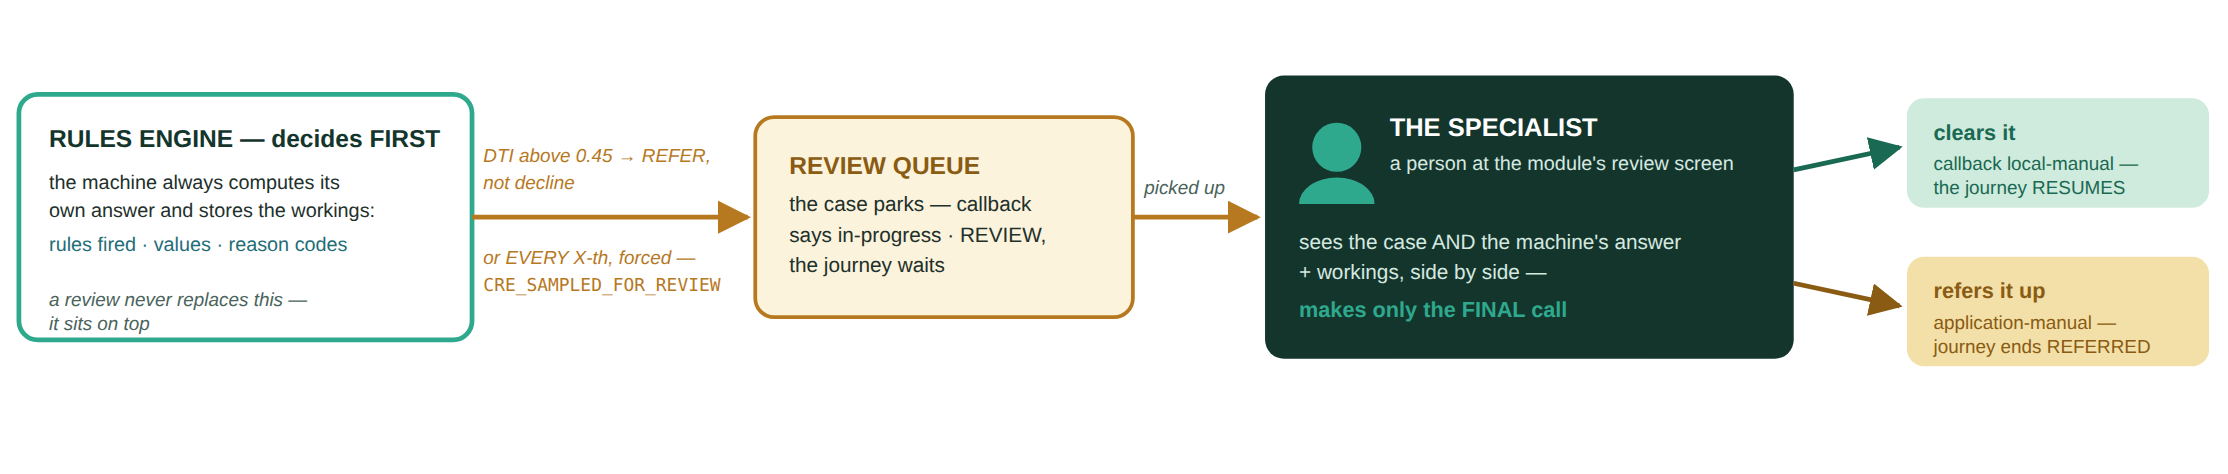 RULES ENGINE — decides FIRST
the machine always computes its
own answer and stores the workings:
rules fired · values · reason codes
a review never replaces this —
it sits on top
DTI above 0.45 → REFER,
not decline
or EVERY X-th, forced —
CRE_SAMPLED_FOR_REVIEW
REVIEW QUEUE
the case parks — callback
says in-progress · REVIEW,
the journey waits
picked up
THE SPECIALIST
a person at the module's review screen
sees the case AND the machine's answer
+ workings, side by side —
makes only the FINAL call
clears it
callback local-manual —
the journey RESUMES
refers it up
application-manual —
journey ends REFERRED